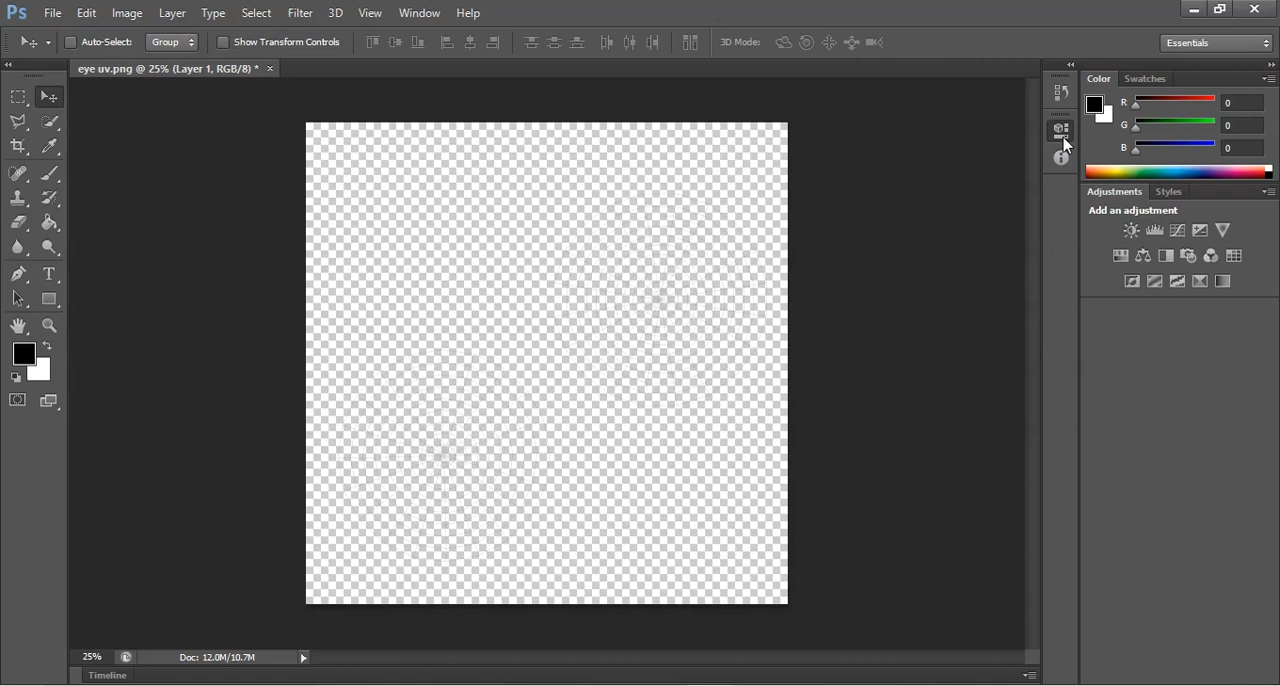 Ps File Edit Image Layer Type Select Filter 3D View Window Help
Auto-Select: Group Show Transform Controls 3D Mode: Essentials
eye uv.png @ 25% (Layer 1, RGB/8) * ×
Color Swatches
R 0
G 0
B 0
Adjustments Styles
Add an adjustment
T
25% Doc: 12.0M/10.7M
Timeline